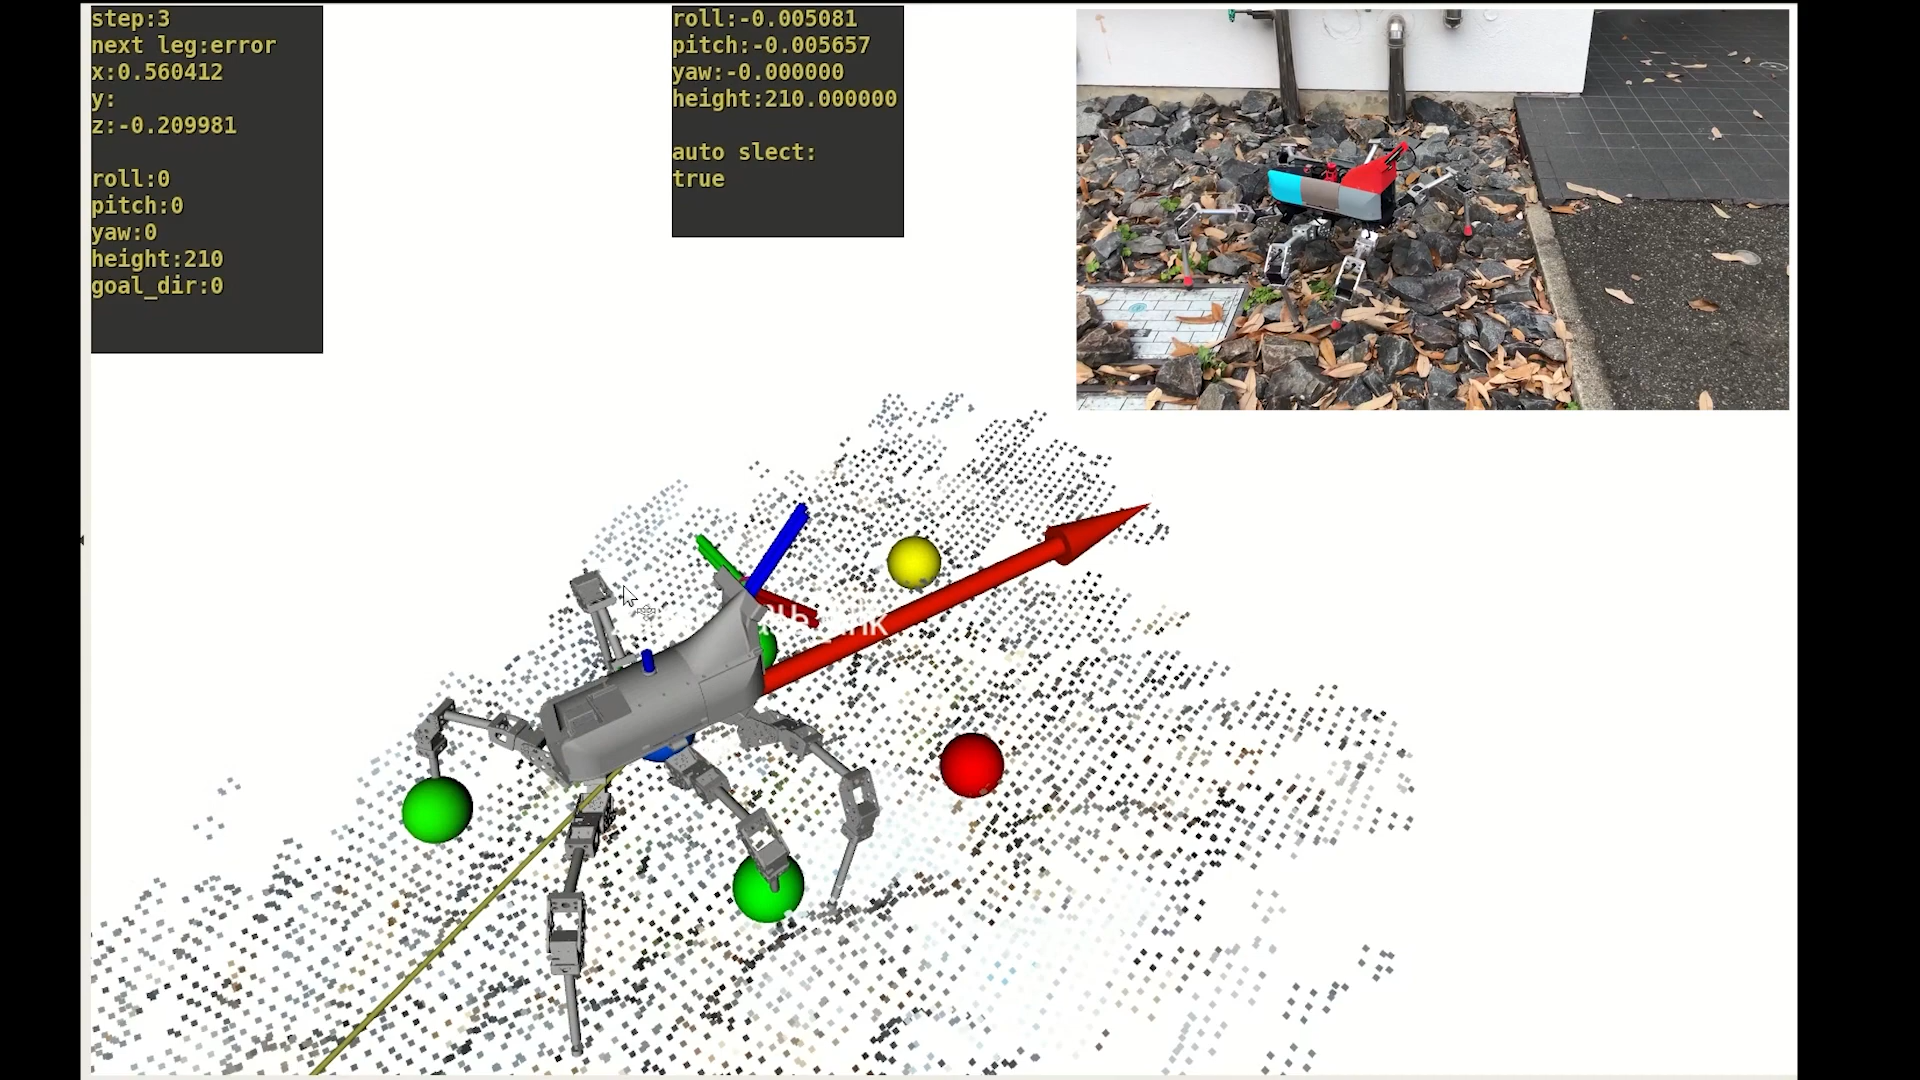 step:3
next leg:error
x:0.560412
y:
z:-0.209981
roll:0
pitch:0
yaw:0
height:210
goal_dir:0
roll:-0.005081
pitch:-0.005657
yaw:-0.000000
height:210.000000
auto slect:
true